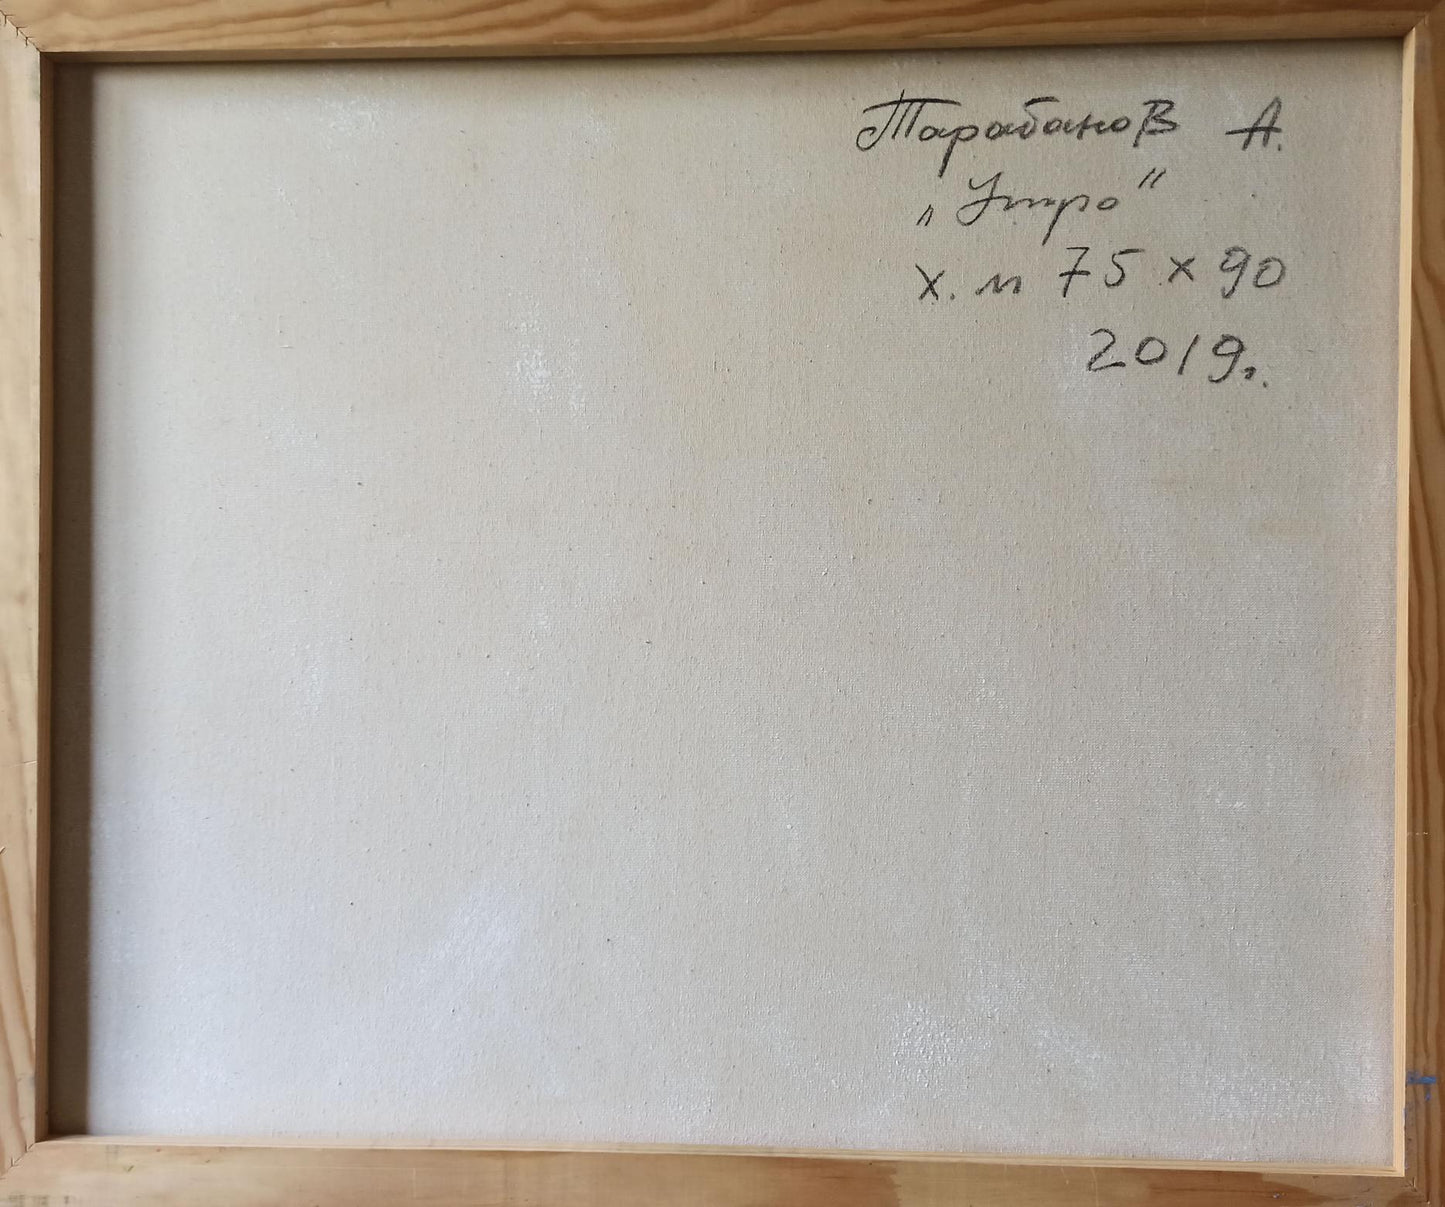 Тарабанов А.
„Утро"
х.м 75 x 90
2019г.